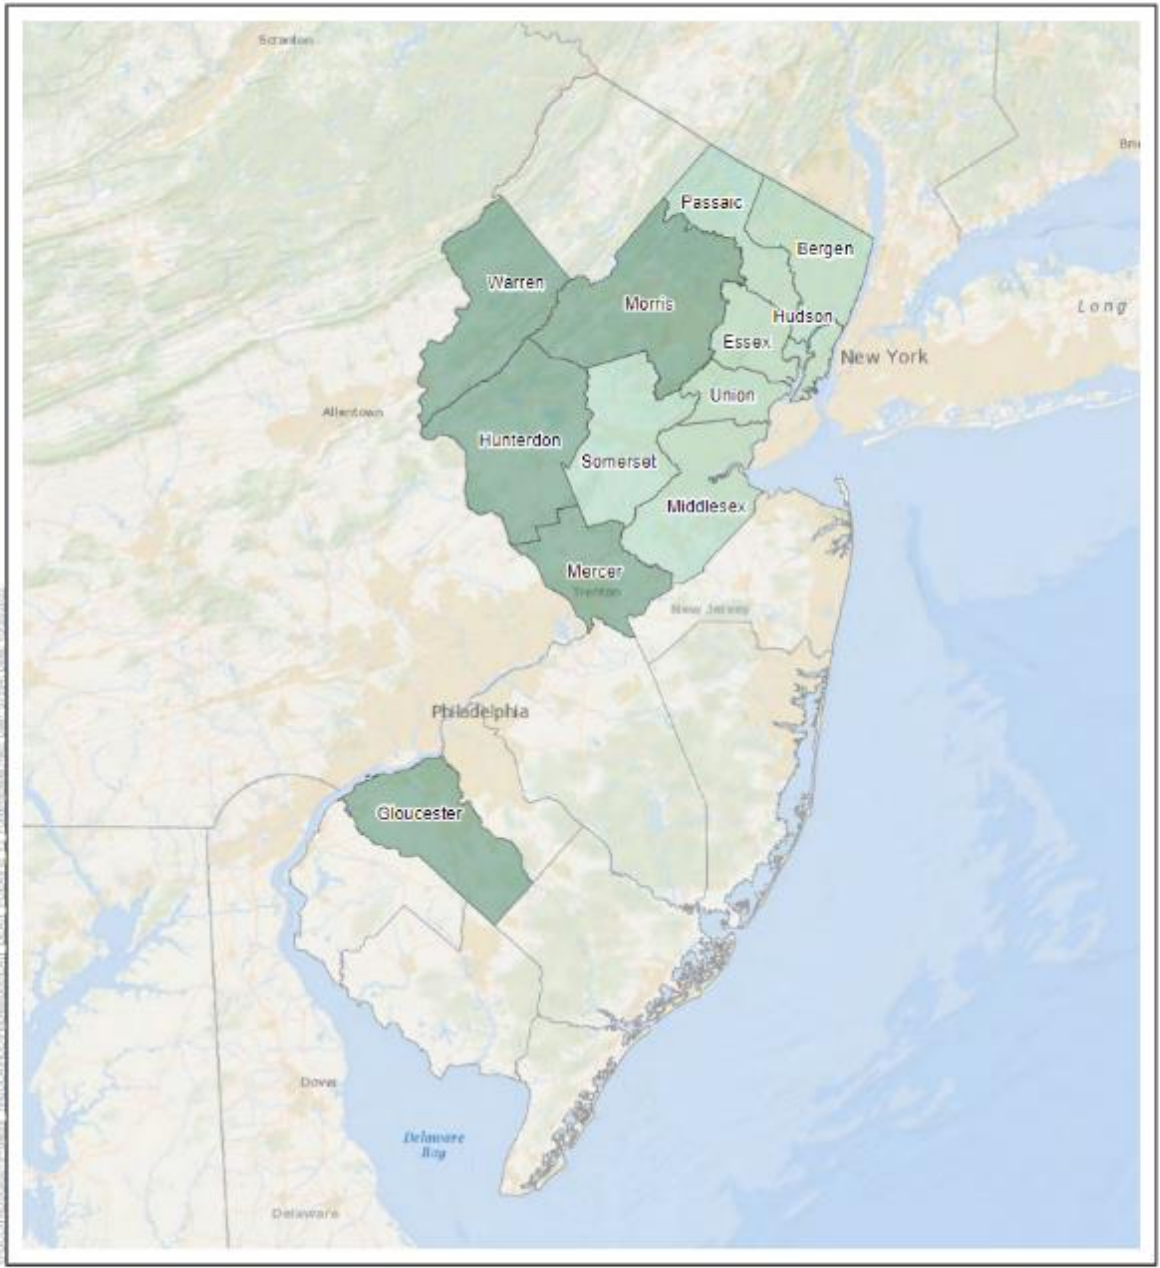 Scranton
Bri
Passaic
Bergen
Warren
Morris
Hudson
Long
Essex
New York
Union
Allentown
Hunterdon
Somerset
Middlesex
Mercer
Trenton
New Jersey
Philadelphia
Gloucester
Dover
Delaware
Bay
Delaware